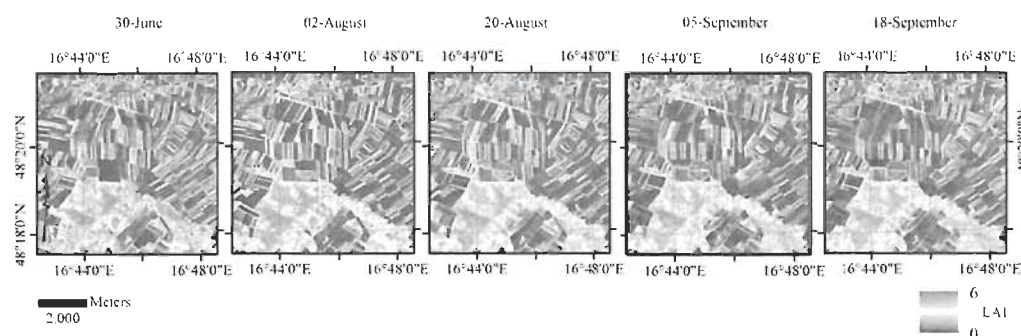 30-June 02-August 20-August 05-September 18-September
16°44'0"E 16°48'0"E 16°44'0"E 16°48'0"E 16°44'0"E 16°48'0"E 16°44'0"E 16°48'0"E 16°44'0"E 16°48'0"E
48°20'0"N
48°18'0"N
16°44'0"E 16°48'0"E 16°44'0"E 16°48'0"E 16°44'0"E 16°48'0"E 16°44'0"E 16°48'0"E 16°44'0"E 16°48'0"E
Meters
2.000
6
LAI
0